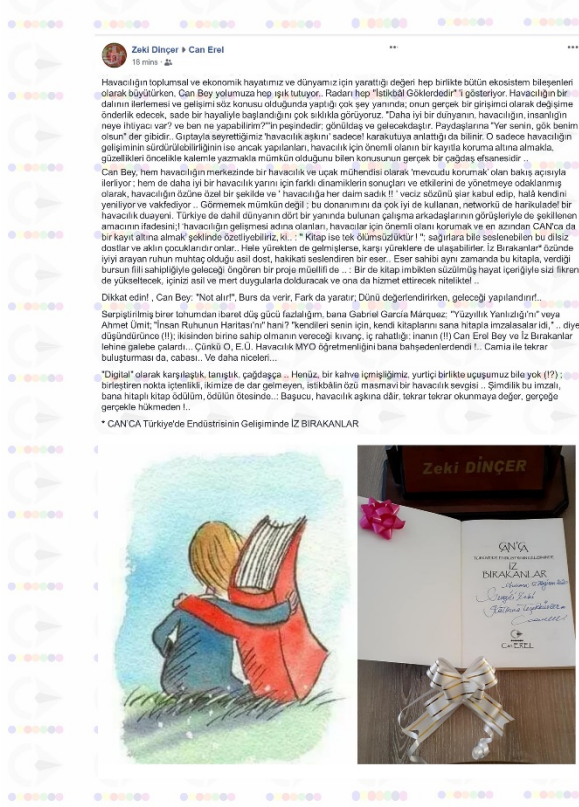 Zeki Dinçer ▸ Can Erel
16 mins ·
Havacılığın toplumsal ve ekonomik hayatımız ve dünyamız için yarattığı değeri hep birlikte bütün ekosistem bileşenleri
olarak büyütürken, Can Bey yolumuza hep ışık tutuyor.. Radarı hep "İstikbâl Göklerdedir" 'i gösteriyor. Havacılığın bir
dalının ilerlemesi ve gelişimi söz konusu olduğunda yaptığı çok şey yanında; onun gerçek bir girişimci olarak değişime
önderlik edecek, sade bir hayaliyle başlandığını çok sıklıkla görüyoruz. "Daha iyi bir dünyanın, havacılığın, insanlığın
neye ihtiyacı var? ve ben ne yapabilirim?"'in peşindedir; gönüldaş ve gelecekdaştır. Paydaşlarına "Yer senin, gök benim
olsun" der gibidir.. Gıptayla seyrettiğimiz 'havacılık aşkını' sadece! karakutuya anlattığı da bilinir. O sadece havacılığın
gelişiminin sürdürülebilirliğinin ise ancak yapılanları, havacılık için önemli olanın bir kayıtla koruma altına almakla,
güzellikleri öncelikle kalemle yazmakla mümkün olduğunu bilen konusunun gerçek bir çağdaş efsanesidir ..
Can Bey, hem havacılığın merkezinde bir havacılık ve uçak mühendisi olarak 'mevcudu korumak' olan bakış açısıyla
ilerliyor ; hem de daha iyi bir havacılık yarını için farklı dinamiklerin sonuçları ve etkilerini de yönetmeye odaklanmış
olarak, havacılığın özüne özel bir şekilde ve ' havacılığa her daim sadık !! ' veciz sözünü şiar kabul edip, halâ kendini
yeniliyor ve vakfediyor .. Görmemek mümkün değil ; bu donanımını da çok iyi de kullanan, networkü de harikulade! bir
havacılık duayeni. Türkiye de dahil dünyanın dört bir yanında bulunan çalışma arkadaşlarının görüşleriyle de şekillenen
amacının ifadesini;! 'havacılığın gelişmesi adına olanları, havacılar için önemli olanı korumak ve en azından CAN'ca da
bir kayıt altına almak' şeklinde özetliyebiliriz, ki.. : " Kitap ise tek ölümsüzlüktür ! "; sağırlara bile seslenebilen bu dilsiz
dostlar ve aklın çocuklarıdır onlar.. Hele yürekten de gelmişlerse, karşı yüreklere de ulaşabilirler. İz Bırakanlar" özünde
iyiyi arayan ruhun muhtaç olduğu asil dost, hakikati seslendiren bir eser.. Eser sahibi aynı zamanda bu kitapla, verdiği
bursun fiili sahipliğiyle geleceği öngören bir proje müellifi de .. : Bir de kitap imbikten süzülmüş hayat içeriğiyle sizi fikren
de yükseltecek, içinizi asil ve mert duygularla dolduracak ve ona da hizmet ettirecek nitelikte! ..
Dikkat edin! , Can Bey: "Not alır!", Burs da verir, Fark da yaratır; Dünü değerlendirirken, geleceği yapılandırır!..
Serpiştirilmiş birer tohumdan ibaret düş gücü fazlalığım, bana Gabriel García Márquez; "Yüzyıllık Yanlızlığı'nı" veya
Ahmet Ümit; "İnsan Ruhunun Haritası'nı" hani? "kendileri senin için, kendi kitaplarını sana hitapla imzalasalar idi," .. diye
düşündürünce (!!); ikisinden birine sahip olmanın vereceği kıvanç, iç rahatlığı; inanın (!!) Can Erel Bey ve İz Bırakanlar
lehine galebe çalardı... Çünkü O, E.Ü. Havacılık MYO öğretmenliğini bana bahşedenlerdendi !.. Camia ile tekrar
buluşturması da, cabası.. Ve daha niceleri...
"Digital" olarak karşılaştık, tanıştık, çağdaşça .. Henüz, bir kahve içmişliğimiz, yurtiçi birlikte uçuşumuz bile yok (!?) ;
birleştiren nokta içtenlikli, ikimize de dar gelmeyen, istikbâlin özü masmavi bir havacılık sevgisi .. Şimdilik bu imzalı,
bana hitaplı kitap ödülüm, ödülün ötesinde..: Başucu, havacılık aşkına dâir, tekrar tekrar okunmaya değer, gerçeğe
gerçekle hükmeden !..
* CAN'CA Türkiye'de Endüstrisinin Gelişiminde İZ BIRAKANLAR
Zeki DİNÇER
CAN'CA
İZ
BIRAKANLAR
Can EREL